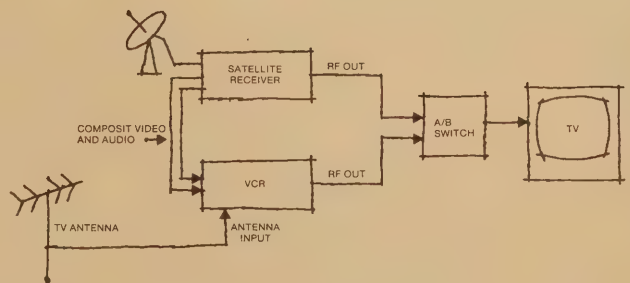 SATELLITE
RECEIVER
RF OUT
COMPOSIT VIDEO
AND AUDIO
A/B
SWITCH
TV
VCR
RF OUT
TV ANTENNA
ANTENNA
INPUT